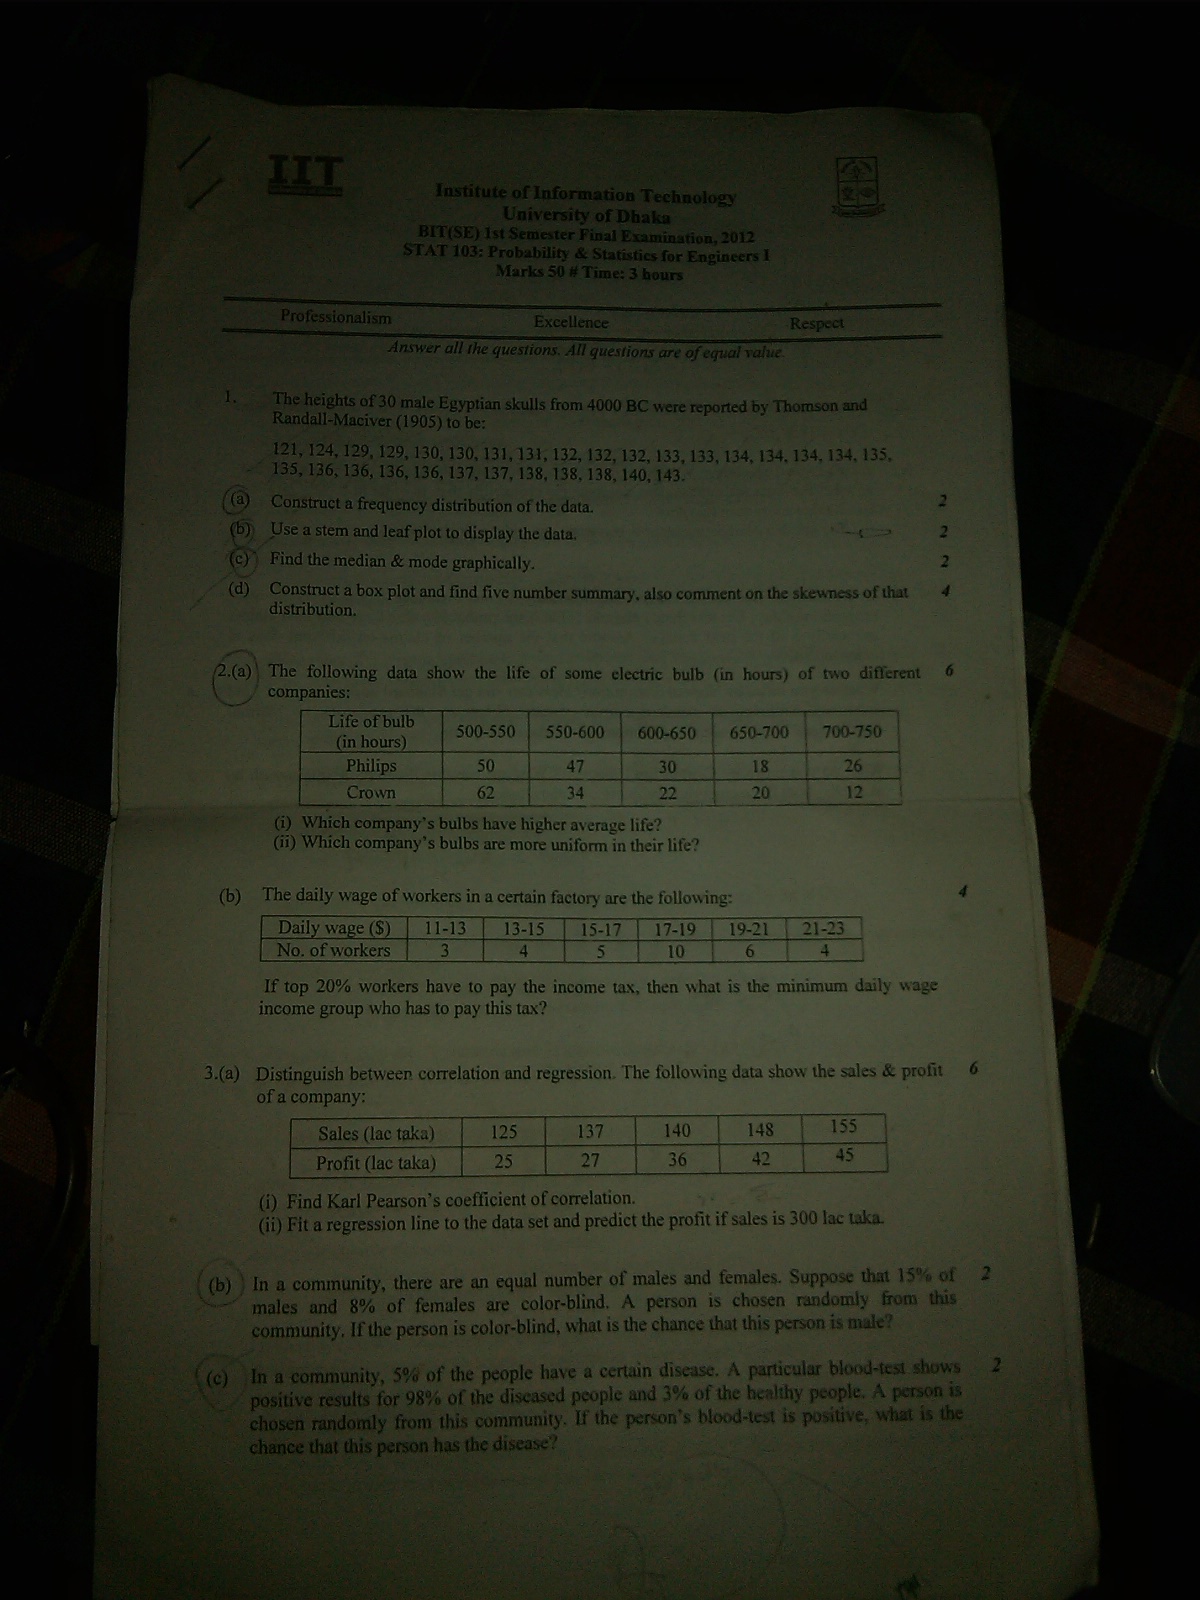 IIT
Institute of Information Technology
University of Dhaka
BIT(SE) 1st Semester Final Examination, 2012
STAT 103: Probability & Statistics for Engineers I
Marks 50 # Time: 3 hours
Professionalism Excellence Respect
Answer all the questions. All questions are of equal value.
1. The heights of 30 male Egyptian skulls from 4000 BC were reported by Thomson and
Randall-Maciver (1905) to be:
121, 124, 129, 129, 130, 130, 131, 131, 132, 132, 132, 133, 133, 134, 134, 134, 134, 135,
135, 136, 136, 136, 136, 137, 137, 138, 138, 138, 140, 143.
(a) Construct a frequency distribution of the data. 2
(b) Use a stem and leaf plot to display the data. 2
(c) Find the median & mode graphically. 2
(d) Construct a box plot and find five number summary, also comment on the skewness of that 4
distribution.
2.(a) The following data show the life of some electric bulb (in hours) of two different 6
companies:
Life of bulb
(in hours) 500-550 550-600 600-650 650-700 700-750
Philips 50 47 30 18 26
Crown 62 34 22 20 12
(i) Which company's bulbs have higher average life?
(ii) Which company's bulbs are more uniform in their life?
(b) The daily wage of workers in a certain factory are the following: 4
Daily wage ($) 11-13 13-15 15-17 17-19 19-21 21-23
No. of workers 3 4 5 10 6 4
If top 20% workers have to pay the income tax, then what is the minimum daily wage
income group who has to pay this tax?
3.(a) Distinguish between correlation and regression. The following data show the sales & profit 6
of a company:
Sales (lac taka) 125 137 140 148 155
Profit (lac taka) 25 27 36 42 45
(i) Find Karl Pearson's coefficient of correlation.
(ii) Fit a regression line to the data set and predict the profit if sales is 300 lac taka.
(b) In a community, there are an equal number of males and females. Suppose that 15% of 2
males and 8% of females are color-blind. A person is chosen randomly from this
community. If the person is color-blind, what is the chance that this person is male?
(c) In a community, 5% of the people have a certain disease. A particular blood-test shows 2
positive results for 98% of the diseased people and 3% of the healthy people. A person is
chosen randomly from this community. If the person's blood-test is positive, what is the
chance that this person has the disease?